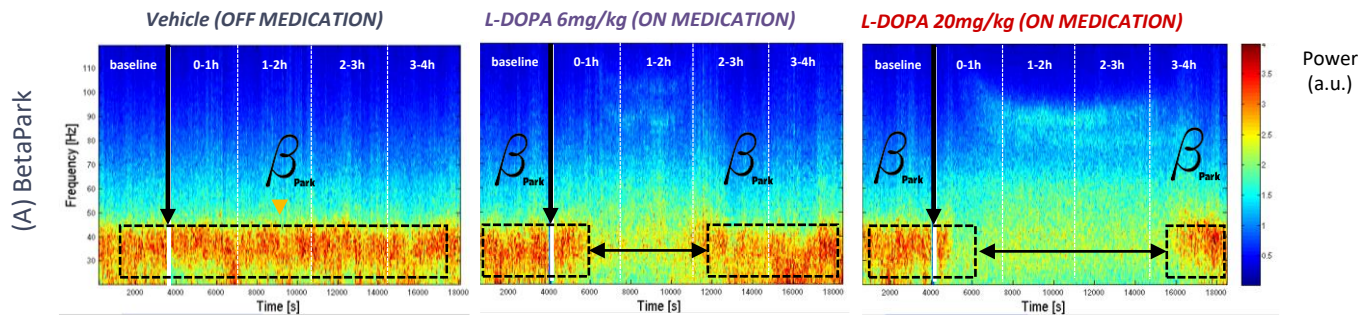 Vehicle (OFF MEDICATION)
L-DOPA 6mg/kg (ON MEDICATION)
L-DOPA 20mg/kg (ON MEDICATION)
(A) BetaPark
Frequency [Hz]
110
100
90
80
70
60
50
40
30
baseline
0-1h
1-2h
2-3h
3-4h
β Park
2000 4000 6000 8000 10000 12000 14000 16000 18000
Time [s]
baseline
0-1h
1-2h
2-3h
3-4h
β Park
β Park
2000 4000 6000 8000 10000 12000 14000 16000 18000
Time [s]
baseline
0-1h
1-2h
2-3h
3-4h
β Park
β Park
2000 4000 6000 8000 10000 12000 14000 16000 18000
Time [s]
4
3.5
3
2.5
2
1.5
1
0.5
Power
(a.u.)